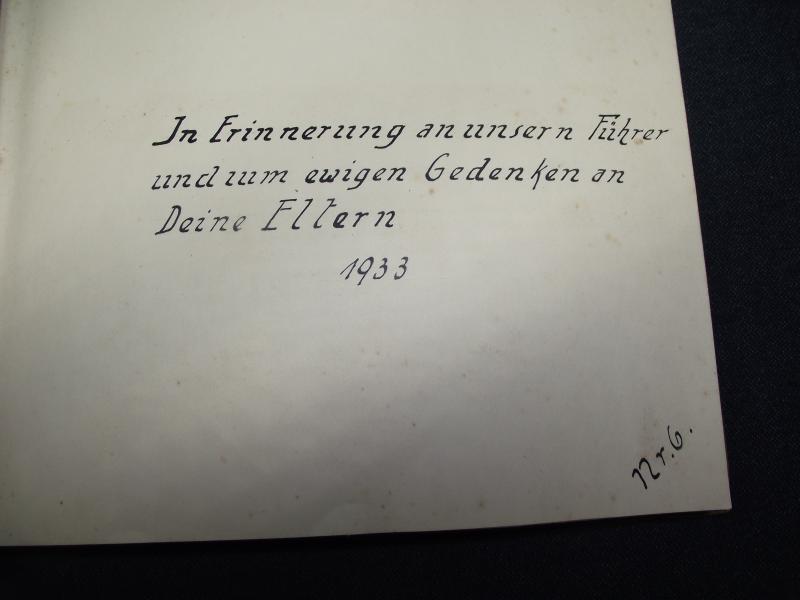 In Erinnerung an unsern Führer
und zum ewigen Gedenken an
Deine Eltern
1933
Nr. 6.